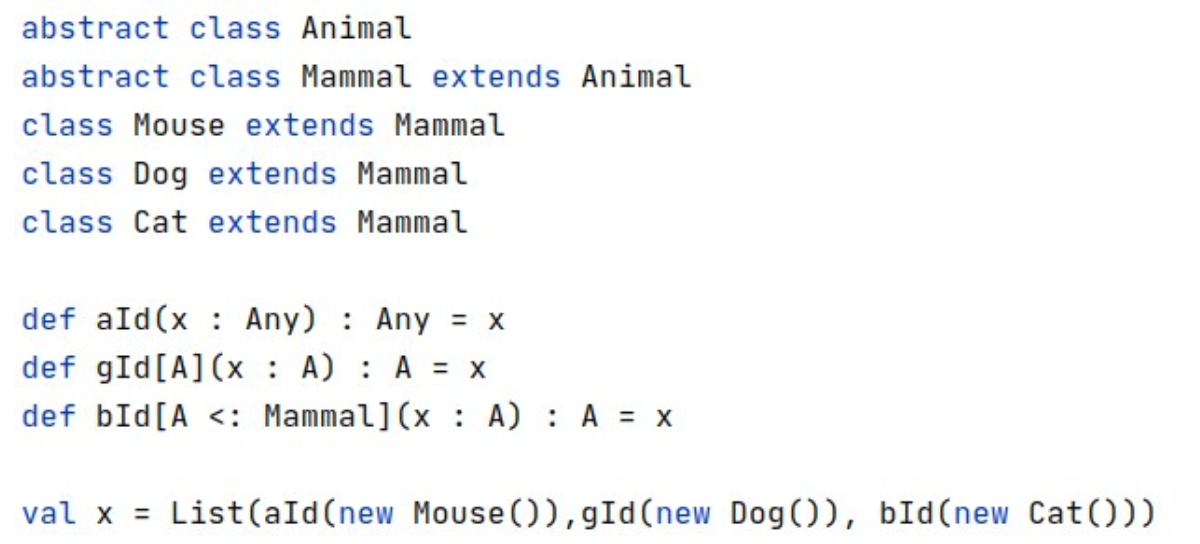 abstract class Animal
abstract class Mammal extends Animal
class Mouse extends Mammal
class Dog extends Mammal
class Cat extends Mammal
def aId(x : Any) : Any = x
def gId[A](x : A) : A = x
def bId[A <: Mammal](x : A) : A = x
val x = List(aId(new Mouse()),gId(new Dog()), bId(new Cat()))